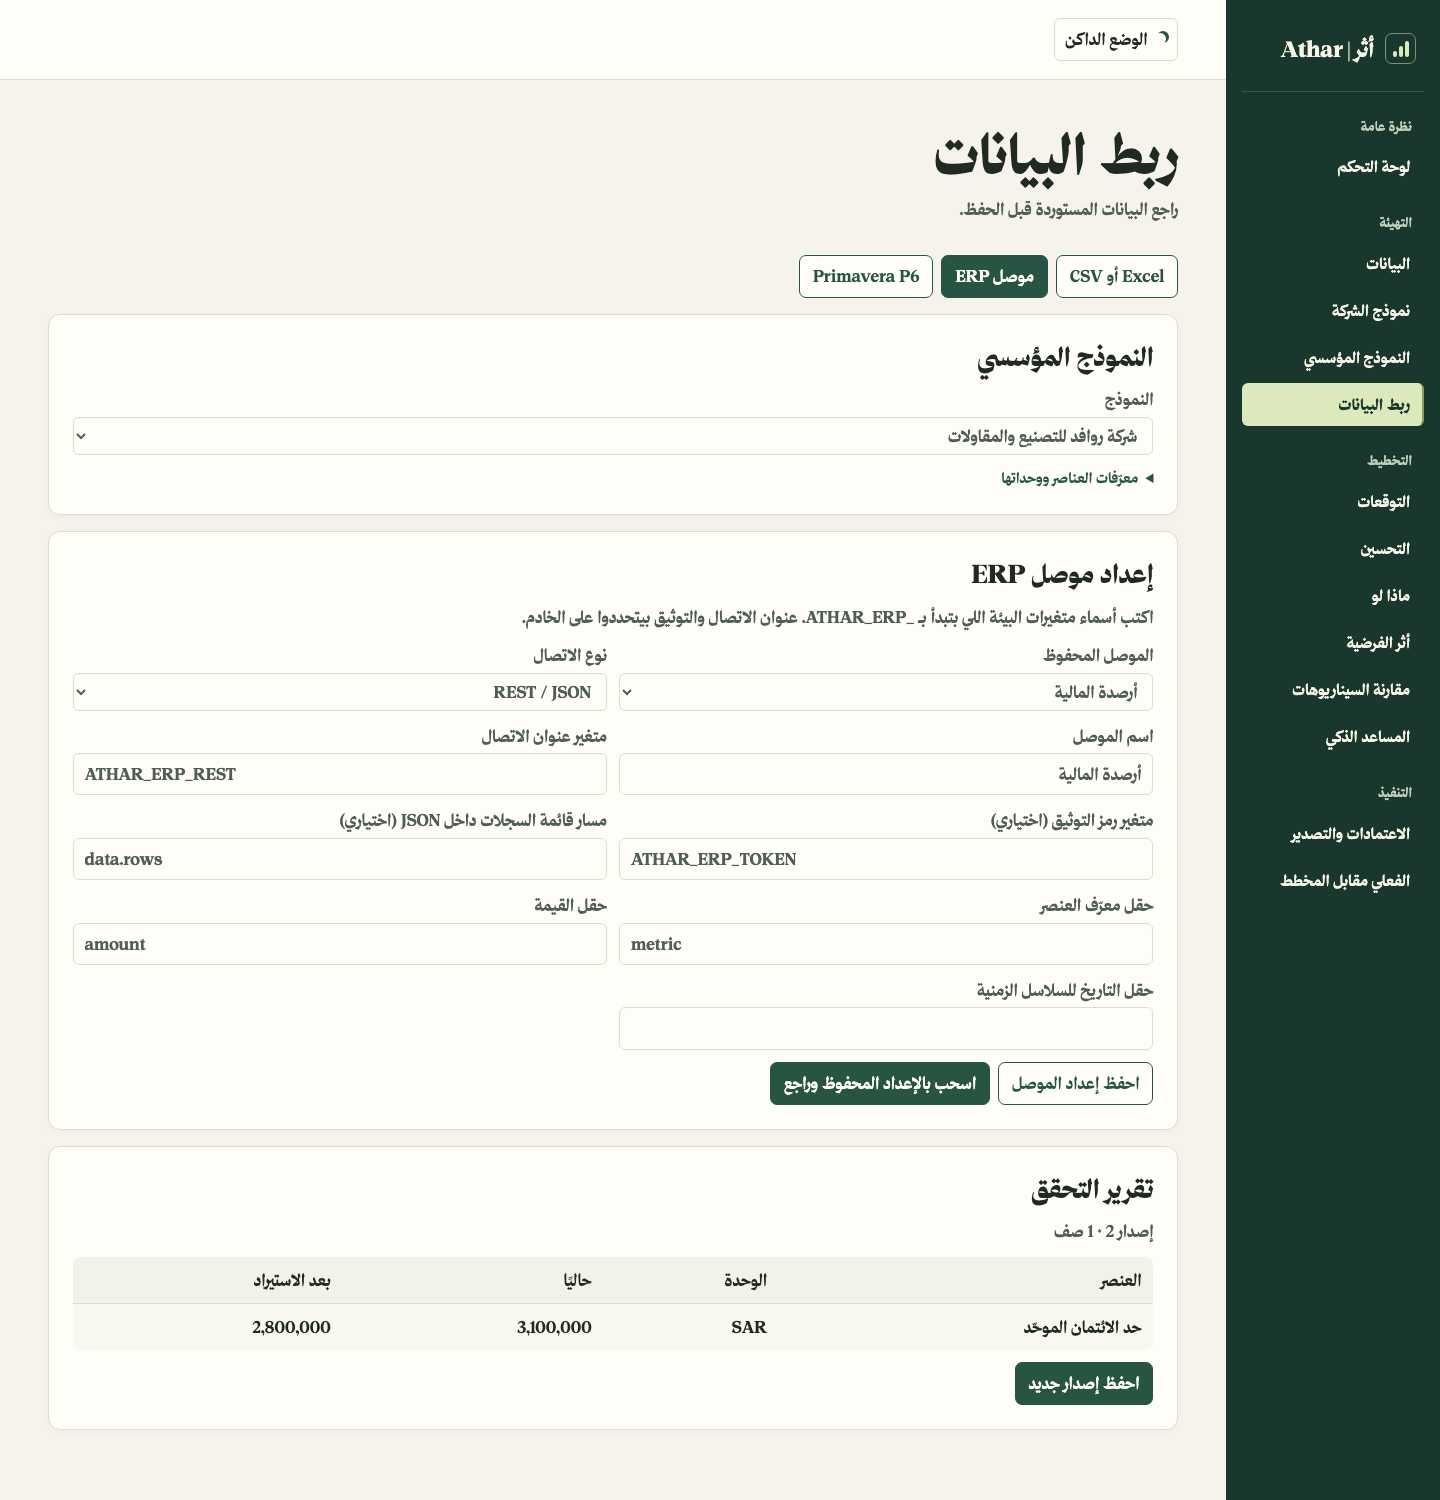 أثر | Athar
نظرة عامة
لوحة التحكم
التهيئة
البيانات
نموذج الشركة
النموذج المؤسسي
ربط البيانات
التخطيط
التوقعات
التحسين
ماذا لو
أثر الفرضية
مقارنة السيناريوهات
المساعد الذكي
التنفيذ
الاعتمادات والتصدير
الفعلي مقابل المخطط
الوضع الداكن
ربط البيانات
راجع البيانات المستوردة قبل الحفظ.
Excel أو CSV
موصل ERP
Primavera P6
النموذج المؤسسي
النموذج
شركة روافد للتصنيع والمقاولات
معرّفات العناصر ووحداتها
إعداد موصل ERP
اكتب أسماء متغيرات البيئة اللي بتبدأ بـ ATHAR_ERP_. عنوان الاتصال والتوثيق بيتحددوا على الخادم.
الموصل المحفوظ
أرصدة المالية
نوع الاتصال
REST / JSON
اسم الموصل
أرصدة المالية
متغير عنوان الاتصال
ATHAR_ERP_REST
متغير رمز التوثيق (اختياري)
ATHAR_ERP_TOKEN
مسار قائمة السجلات داخل JSON (اختياري)
data.rows
حقل معرّف العنصر
metric
حقل القيمة
amount
حقل التاريخ للسلاسل الزمنية
احفظ إعداد الموصل
اسحب بالإعداد المحفوظ وراجع
تقرير التحقق
إصدار 2 · 1 صف
العنصر الوحدة حاليًا بعد الاستيراد
حد الائتمان الموحّد SAR 3,100,000 2,800,000
احفظ إصدار جديد